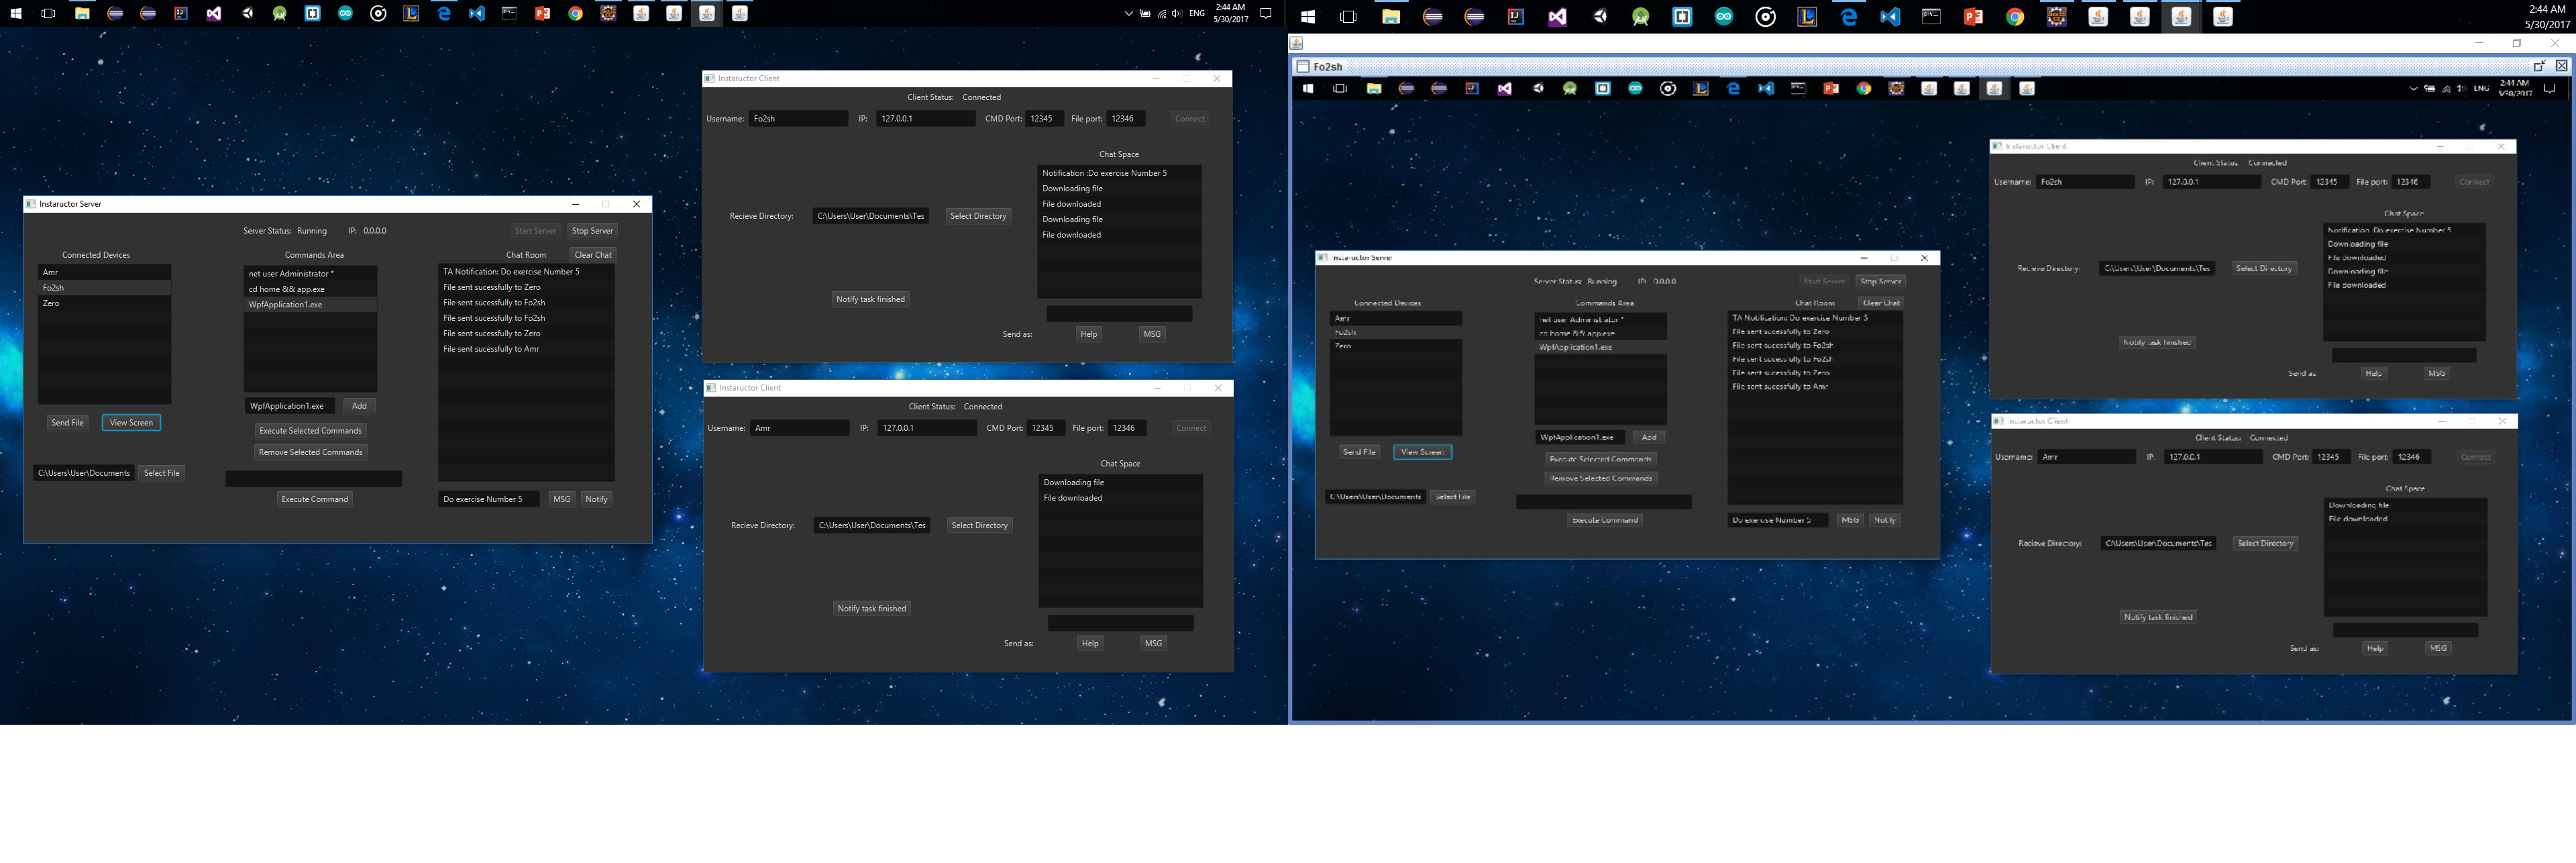 2:44 AM
ENG
5/30/2017
Instaructor Client
Client Status: Connected
Username: Fo2sh IP: 127.0.0.1 CMD Port: 12345 File port: 12346 Connect
Chat Space
Notification :Do exercise Number 5
Downloading file
File downloaded
Downloading file
File downloaded
Recieve Directory: C:\Users\User\Documents\Tes Select Directory
Notify task finished
Send as: Help MSG
Instaructor Server
Server Status: Running IP: 0.0.0.0 Start Server Stop Server
Connected Devices Commands Area Chat Room Clear Chat
Amr
Fo2sh
Zero
net user Administrator *
cd home && app.exe
WpfApplication1.exe
TA Notification: Do exercise Number 5
File sent sucessfully to Zero
File sent sucessfully to Fo2sh
File sent sucessfully to Fo2sh
File sent sucessfully to Zero
File sent sucessfully to Amr
WpfApplication1.exe Add
Send File View Screen
Execute Selected Commands
Remove Selected Commands
C:\Users\User\Documents Select File
Execute Command
Do exercise Number 5 MSG Notify
Instaructor Client
Client Status: Connected
Username: Amr IP: 127.0.0.1 CMD Port: 12345 File port: 12346 Connect
Chat Space
Downloading file
File downloaded
Recieve Directory: C:\Users\User\Documents\Tes Select Directory
Notify task finished
Send as: Help MSG
2:44 AM
5/30/2017
Fo2sh
2:44 AM
ENG
5/30/2017
Instaructor Client
Client Status: Connected
Username: Fo2sh IP: 127.0.0.1 CMD Port: 12345 File port: 12346 Connect
Chat Space
Notification :Do exercise Number 5
Downloading file
File downloaded
Downloading file
File downloaded
Recieve Directory: C:\Users\User\Documents\Tes Select Directory
Notify task finished
Send as: Help MSG
Instaructor Server
Server Status: Running IP: 0.0.0.0 Start Server Stop Server
Connected Devices Commands Area Chat Room Clear Chat
Amr
Fo2sh
Zero
net user Administrator *
cd home && app.exe
WpfApplication1.exe
TA Notification: Do exercise Number 5
File sent sucessfully to Zero
File sent sucessfully to Fo2sh
File sent sucessfully to Fo2sh
File sent sucessfully to Zero
File sent sucessfully to Amr
WpfApplication1.exe Add
Send File View Screen
Execute Selected Commands
Remove Selected Commands
C:\Users\User\Documents Select File
Execute Command
Do exercise Number 5 MSG Notify
Instaructor Client
Client Status: Connected
Username: Amr IP: 127.0.0.1 CMD Port: 12345 File port: 12346 Connect
Chat Space
Downloading file
File downloaded
Recieve Directory: C:\Users\User\Documents\Tes Select Directory
Notify task finished
Send as: Help MSG